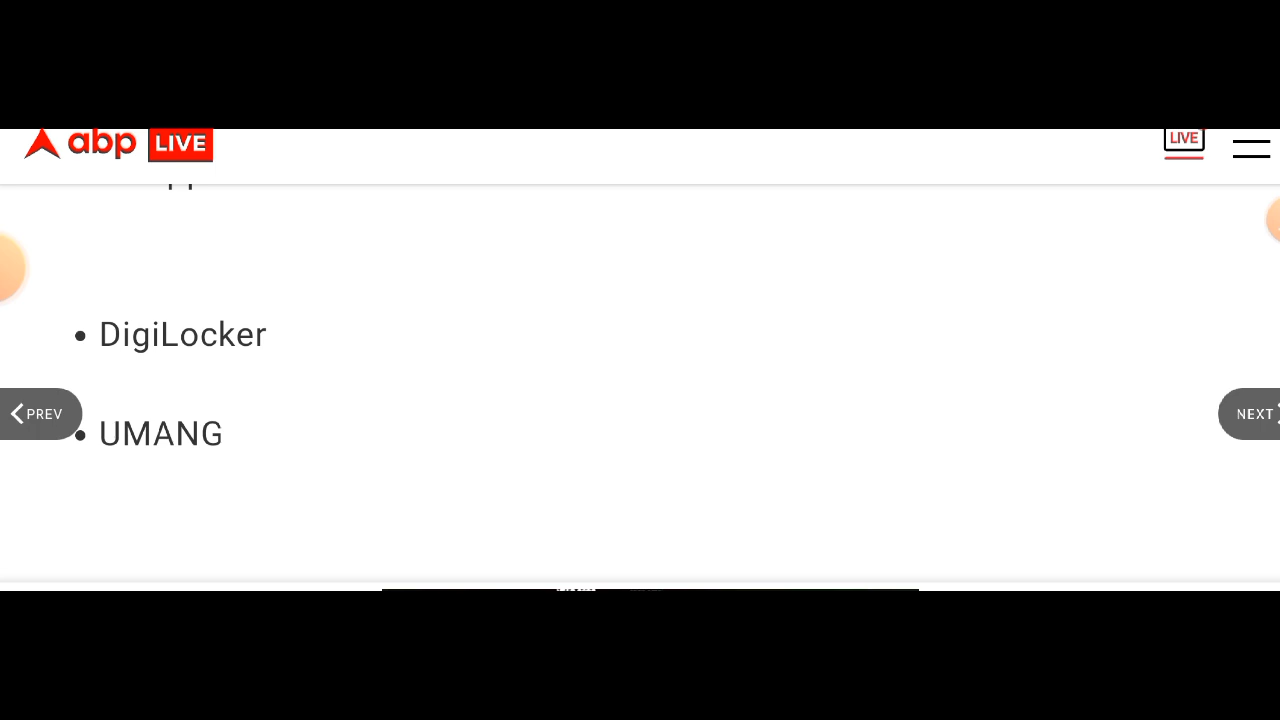 abp LIVE
LIVE
DigiLocker
PREV
NEXT
UMANG